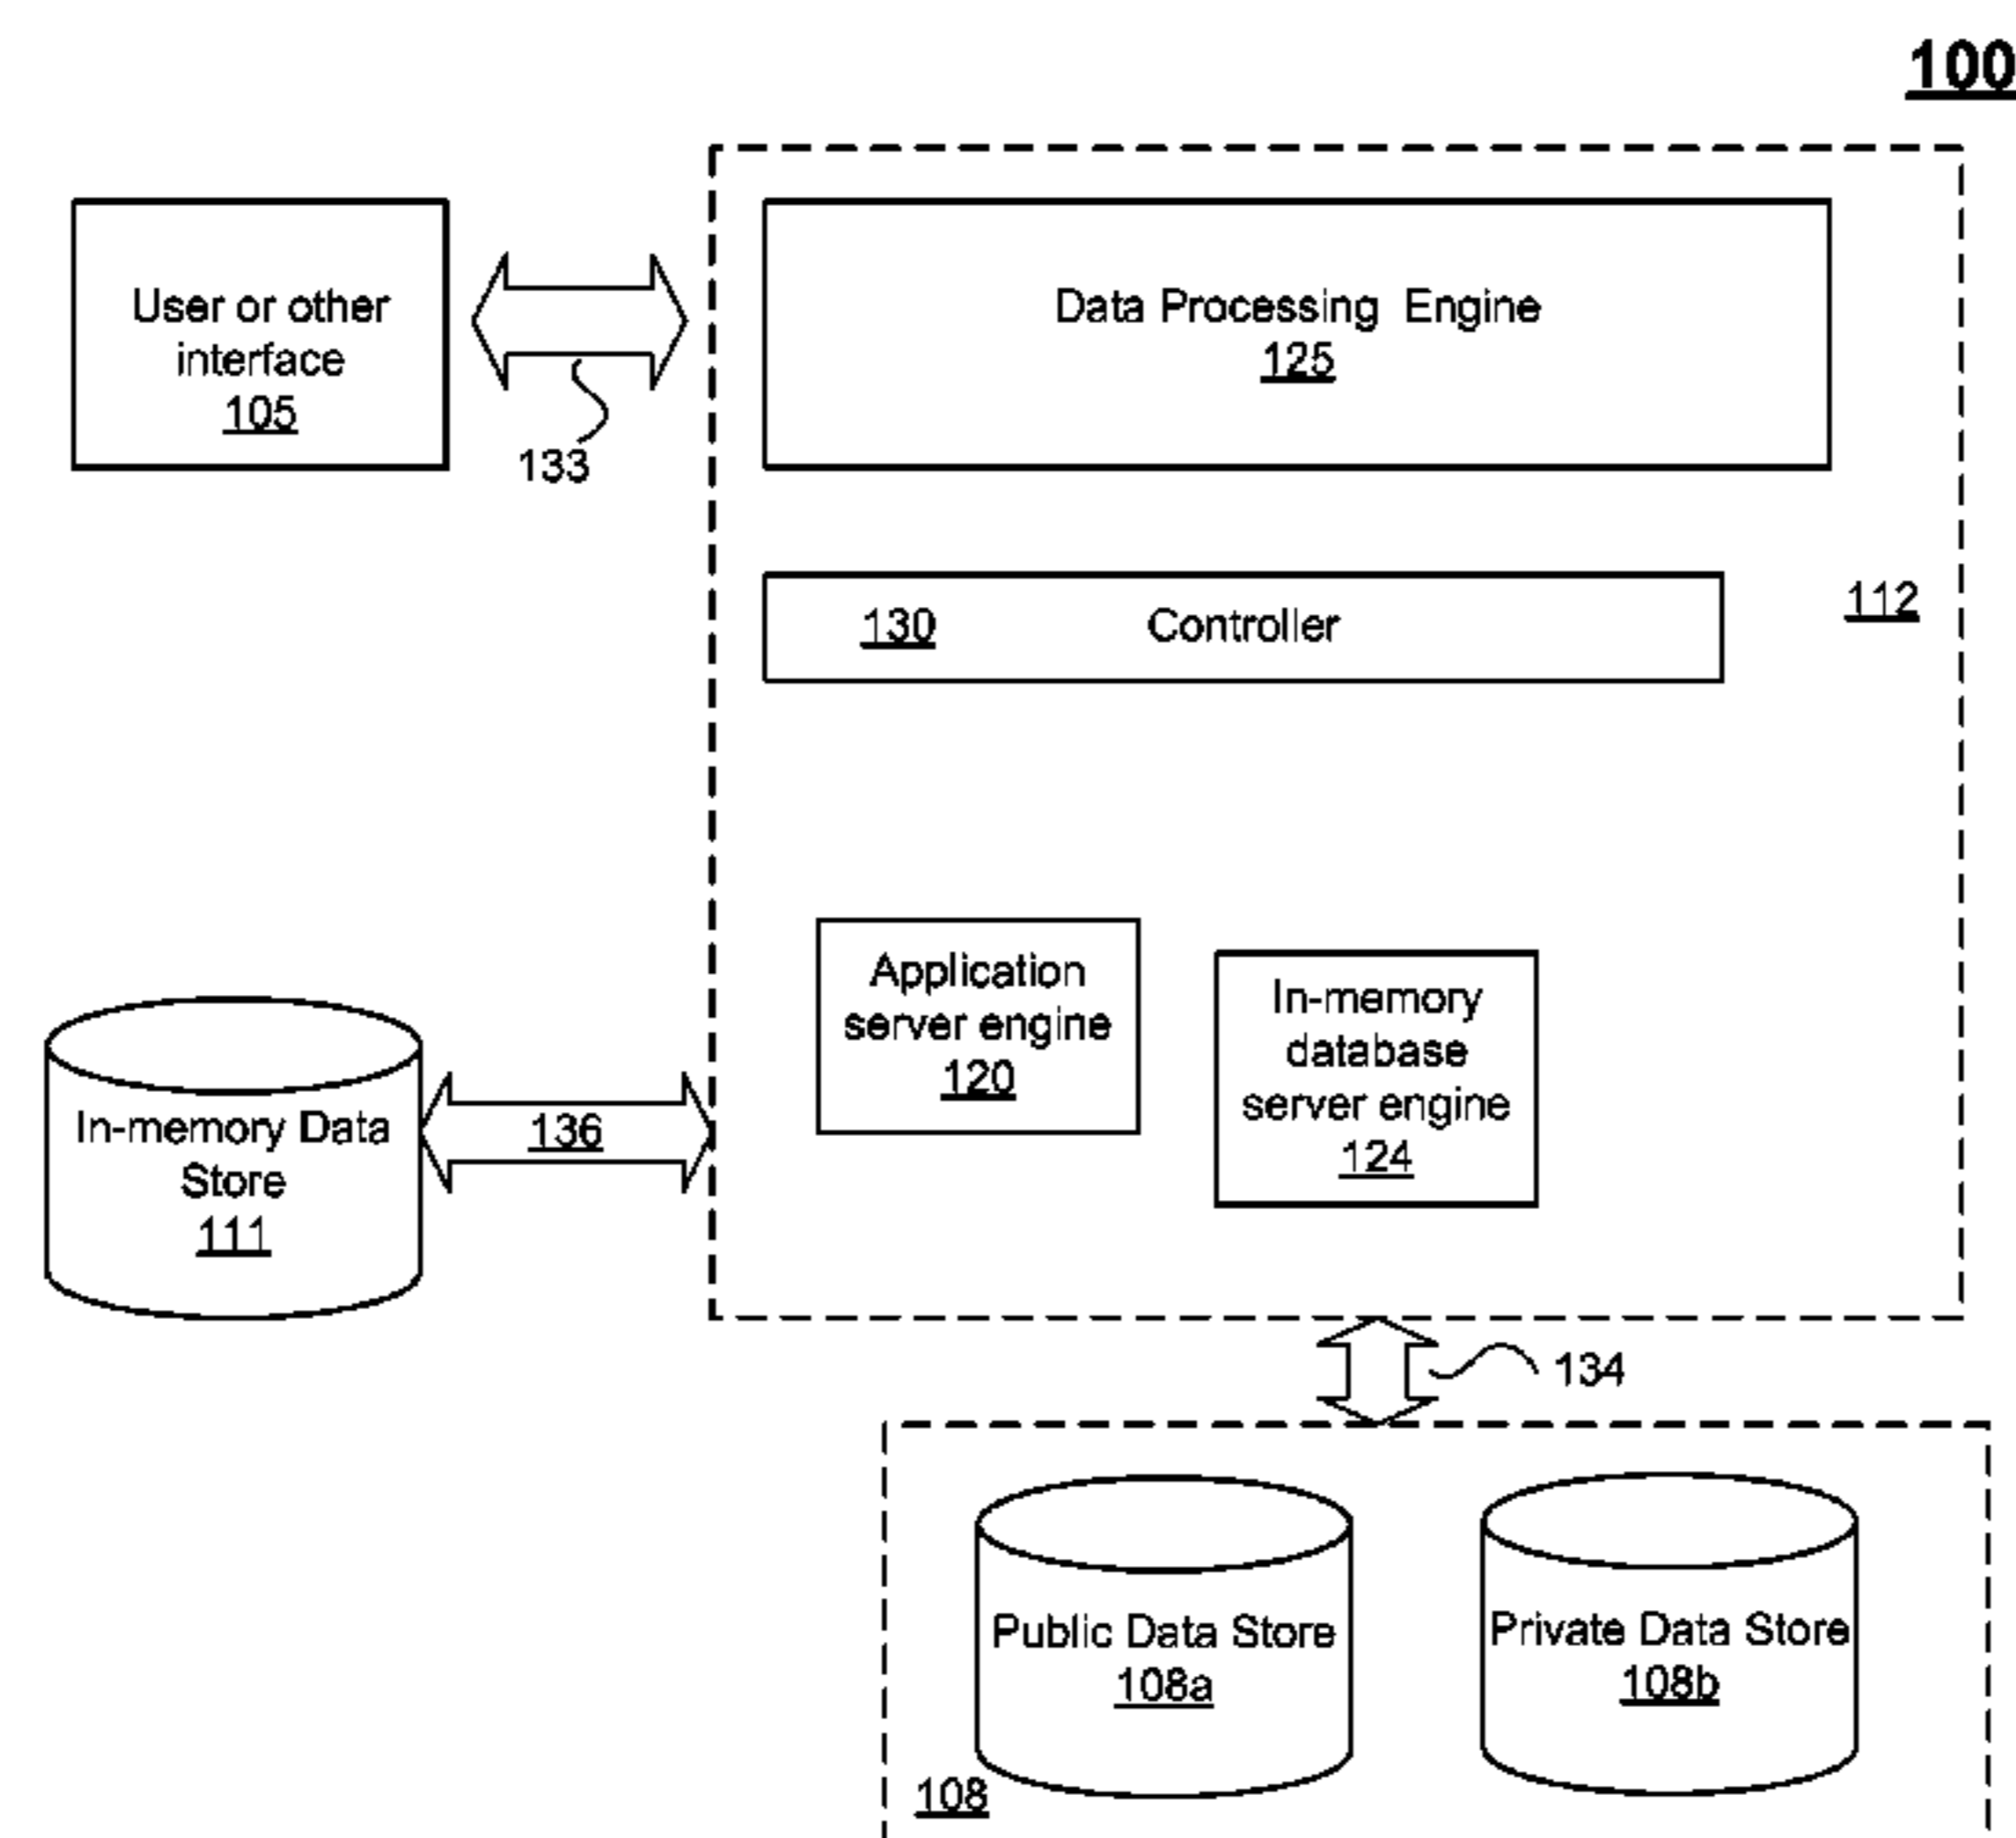 100
User or other
interface
105
133
Data Processing Engine
125
130 Controller
112
Application
server engine
120
In-memory
database
server engine
124
In-memory Data
Store
111
136
134
Public Data Store
108a
Private Data Store
108b
108